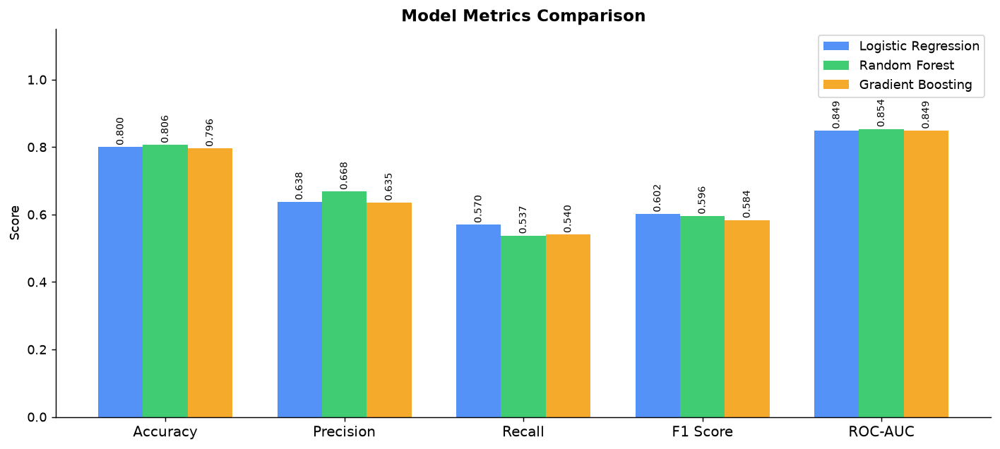 Model Metrics Comparison
Logistic Regression
Random Forest
Gradient Boosting
Score
1.0
0.8
0.6
0.4
0.2
0.0
0.800
0.806
0.796
0.638
0.668
0.635
0.570
0.537
0.540
0.602
0.596
0.584
0.849
0.854
0.849
Accuracy
Precision
Recall
F1 Score
ROC-AUC